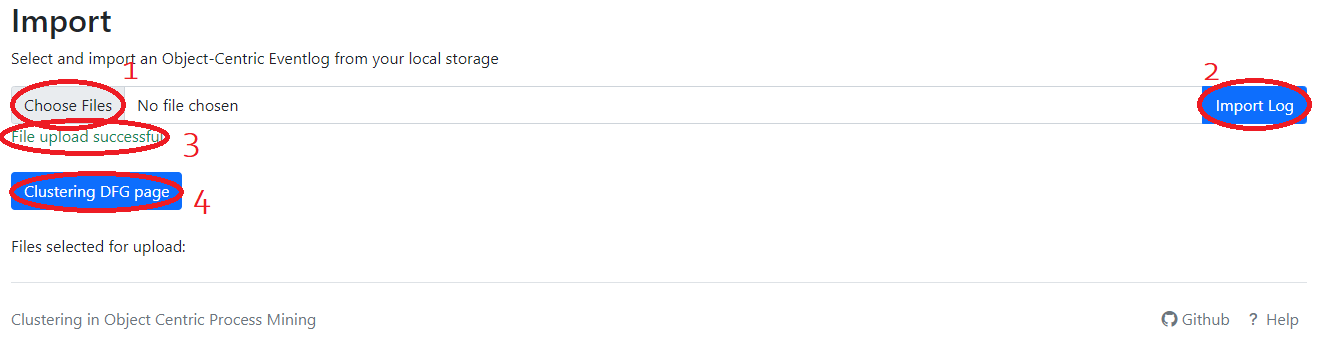 Import
Select and import an Object-Centric Eventlog from your local storage
1
2
Choose Files No file chosen Import Log
File upload successful
3
Clustering DFG page
4
Files selected for upload:
Clustering in Object Centric Process Mining Github ? Help